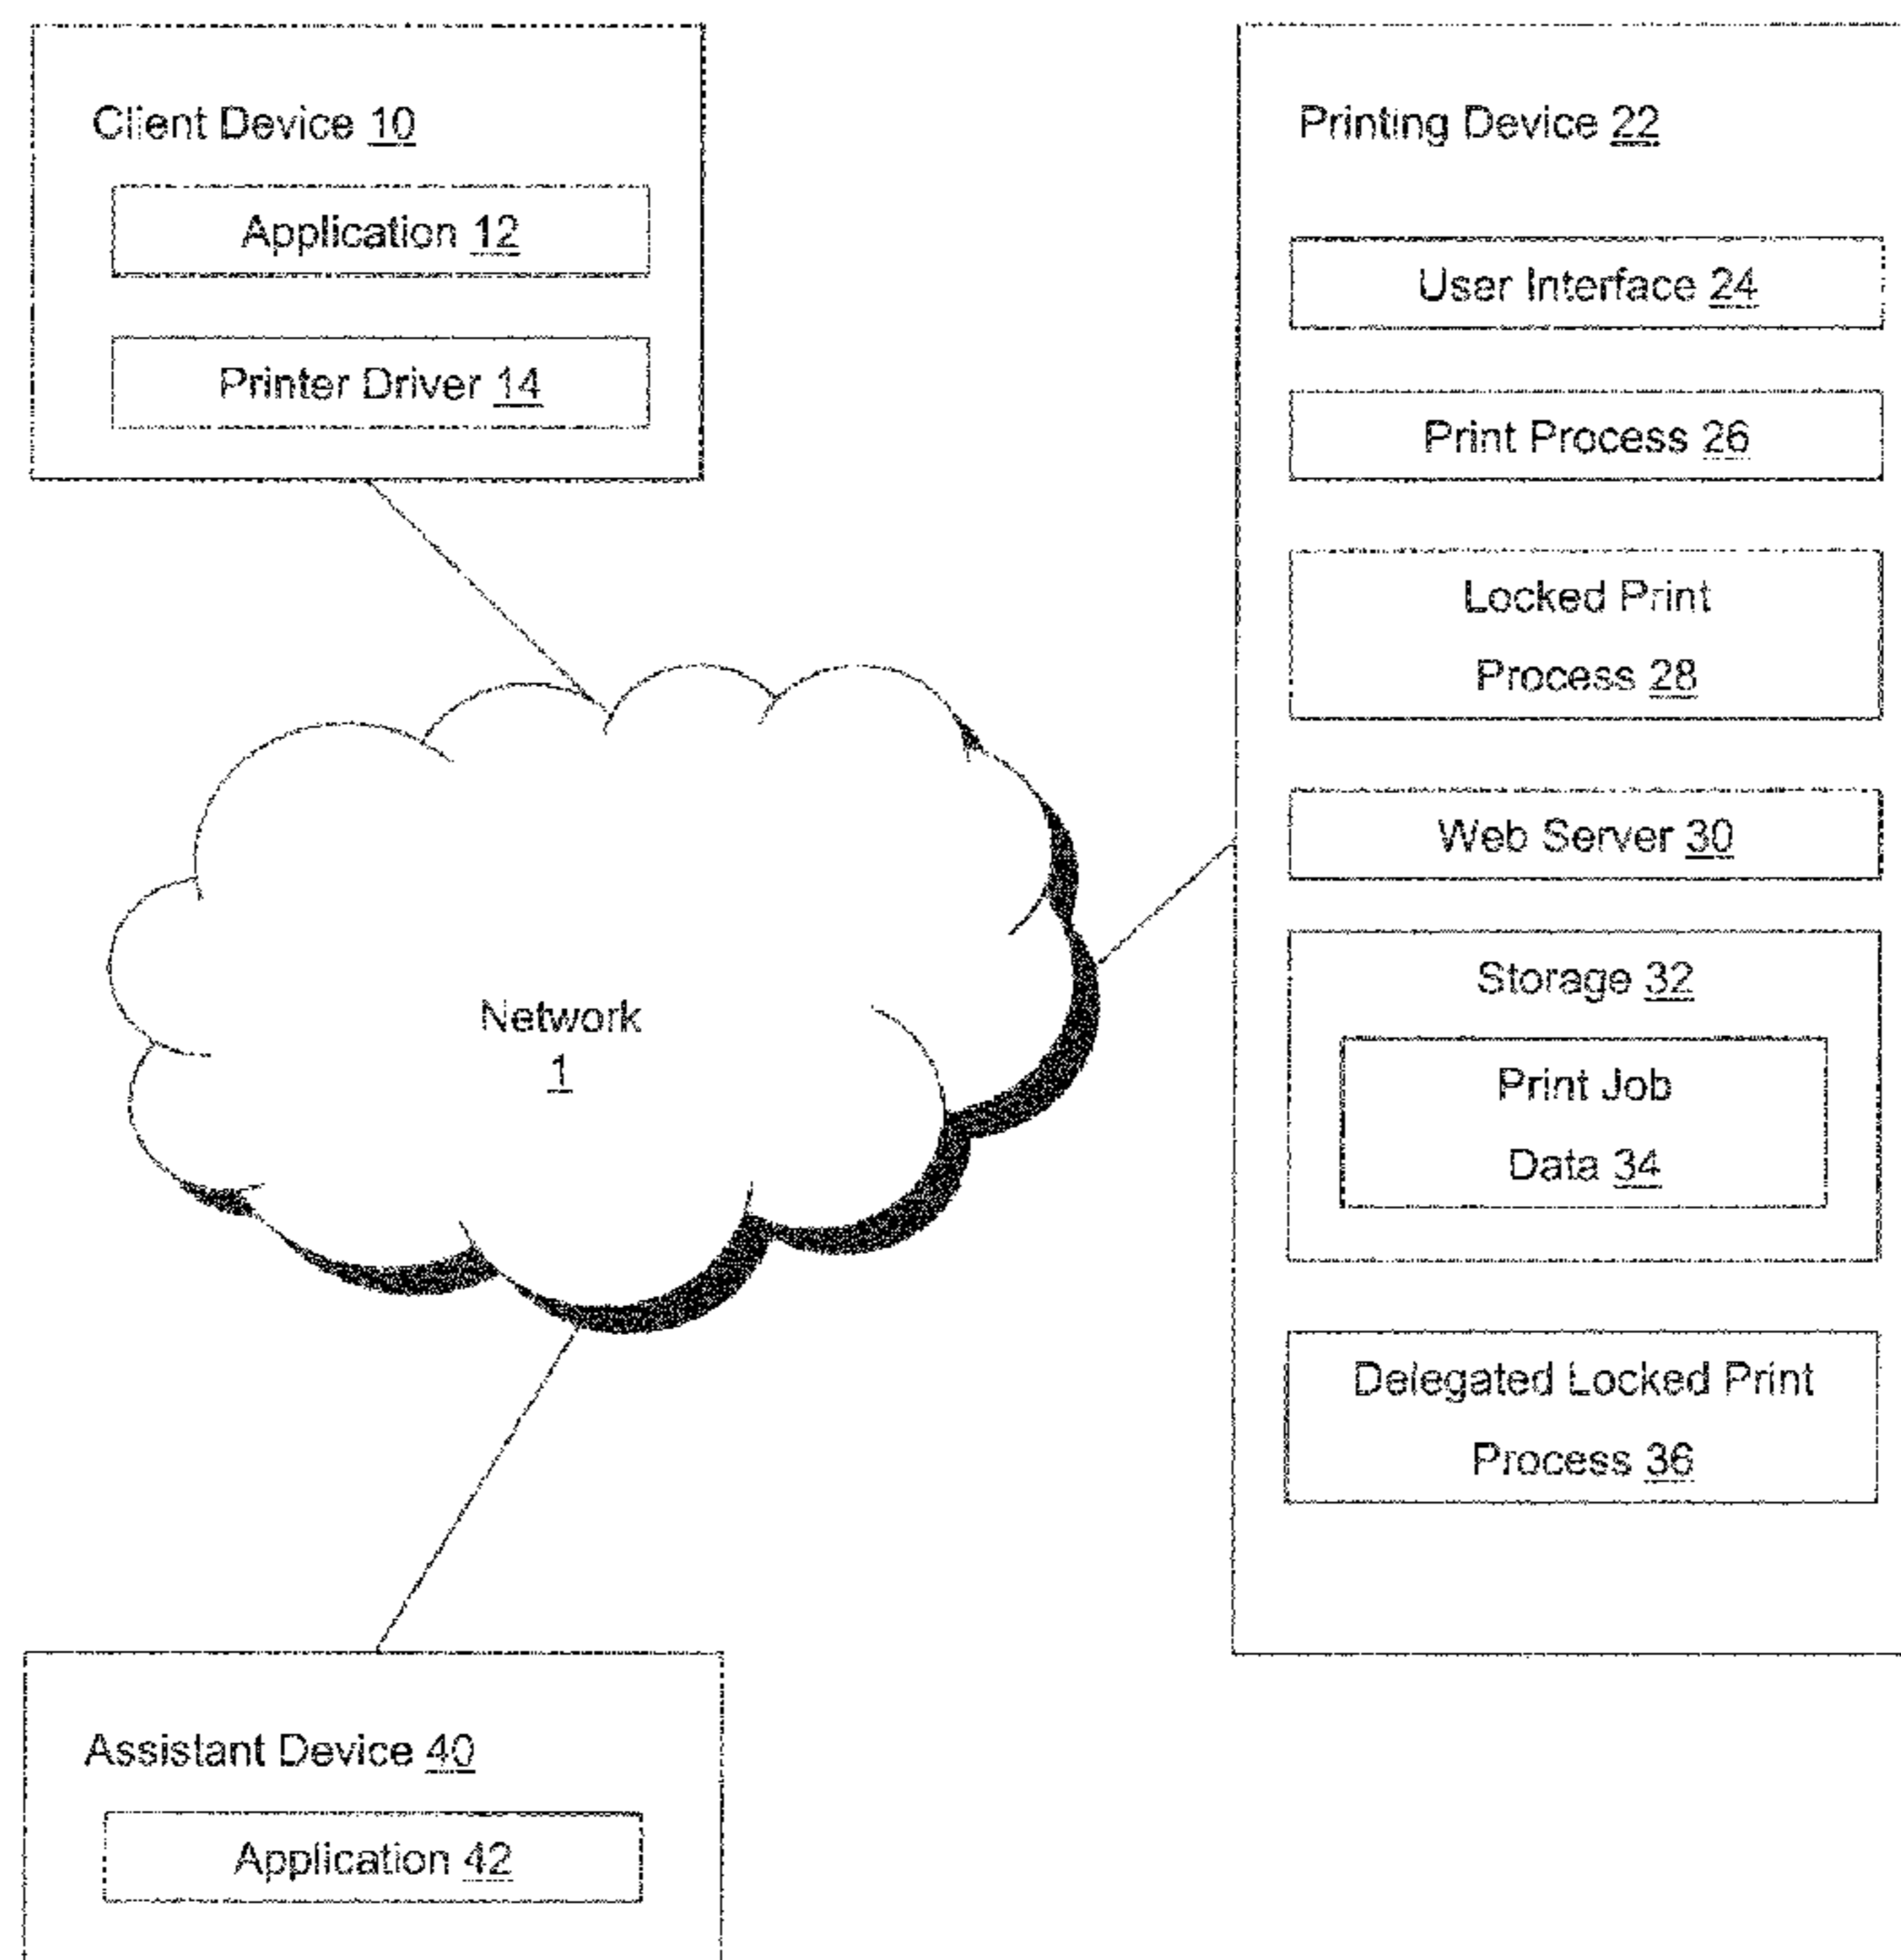 Client Device 10
Application 12
Printer Driver 14
Printing Device 22
User Interface 24
Print Process 26
Locked Print
Process 28
Web Server 30
Storage 32
Print Job
Data 34
Delegated Locked Print
Process 36
Network
1
Assistant Device 40
Application 42